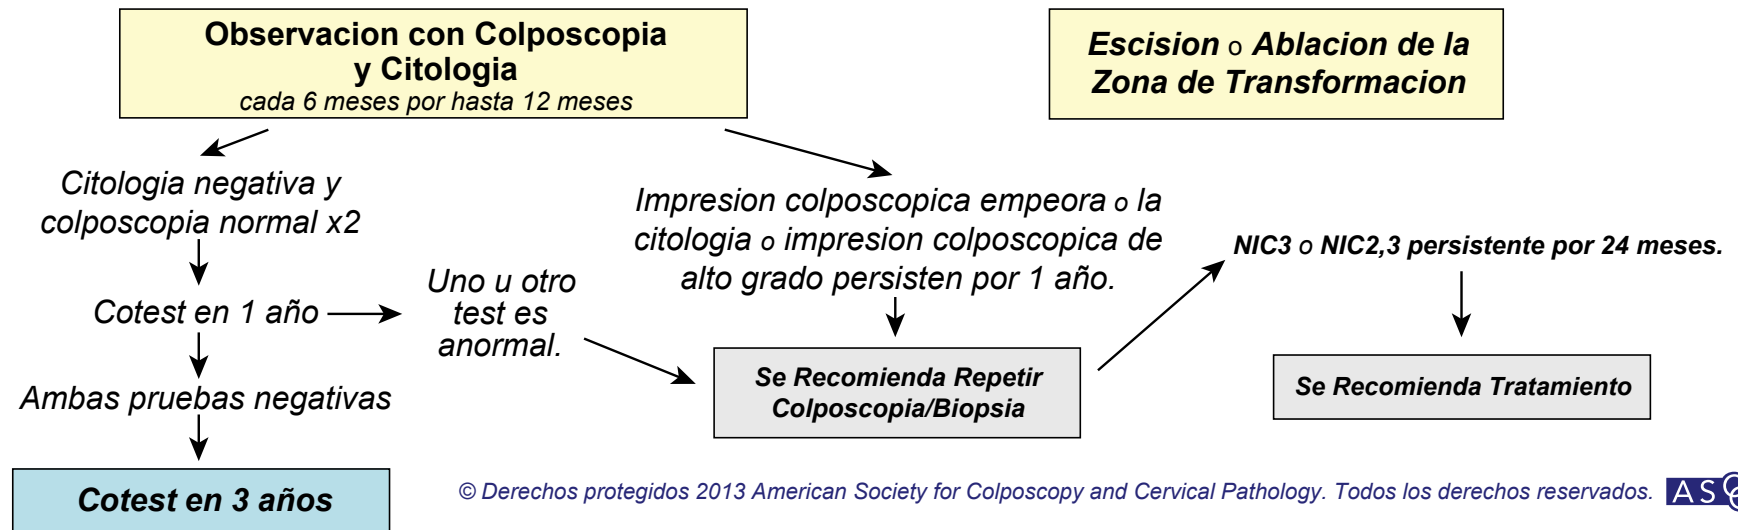 Observacion con Colposcopia
y Citologia
cada 6 meses por hasta 12 meses
Escision o Ablacion de la
Zona de Transformacion
Citologia negativa y
colposcopia normal x2
Impresion colposcopica empeora o la
citologia o impresion colposcopica de
alto grado persisten por 1 año.
NIC3 o NIC2,3 persistente por 24 meses.
Cotest en 1 año
Uno u otro
test es
anormal.
Se Recomienda Repetir
Colposcopia/Biopsia
Se Recomienda Tratamiento
Ambas pruebas negativas
Cotest en 3 años
© Derechos protegidos 2013 American Society for Colposcopy and Cervical Pathology. Todos los derechos reservados.